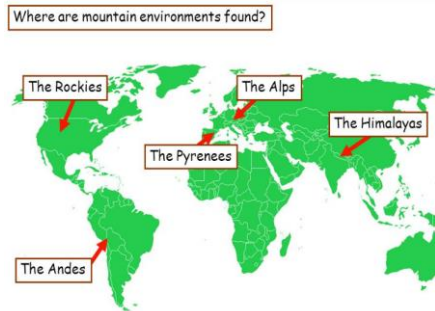 Where are mountain environments found?
The Rockies
The Alps
The Himalayas
The Pyrenees
The Andes